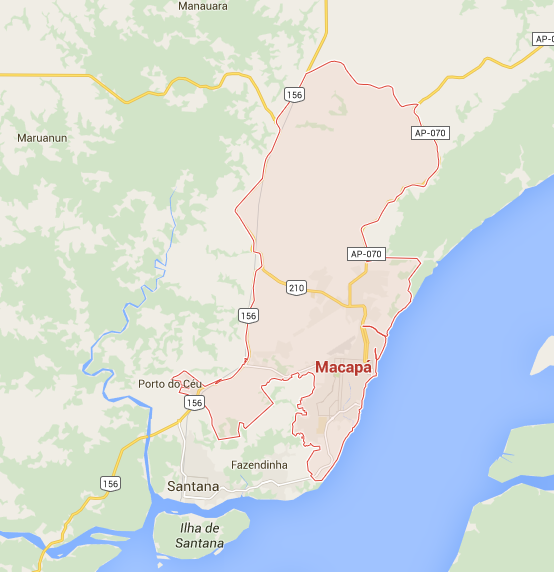 Manauara
AP-0
156
AP-070
Maruanun
AP-070
210
156
Macapá
Porto do Céu
156
Fazendinha
156
Santana
Ilha de
Santana